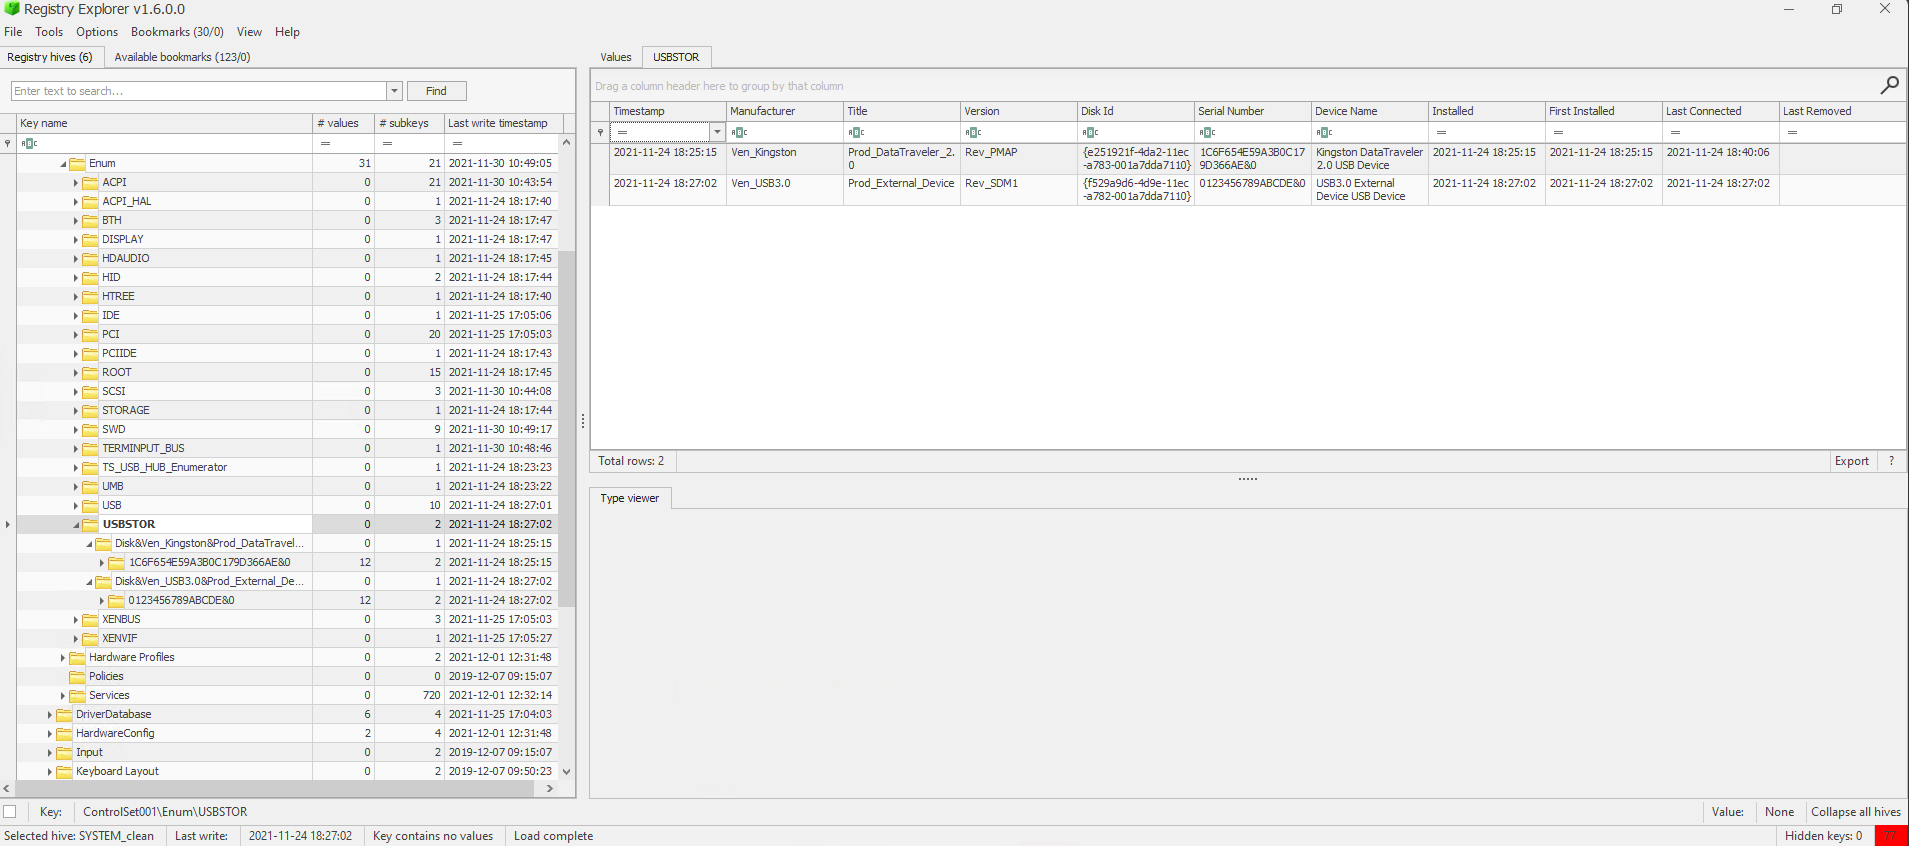 Registry Explorer v1.6.0.0
File Tools Options Bookmarks (30/0) View Help
Registry hives (6) Available bookmarks (123/0)
Enter text to search... Find
Key name # values # subkeys Last write timestamp
= = =
Enum 31 21 2021-11-30 10:49:05
ACPI 0 21 2021-11-30 10:43:54
ACPI_HAL 0 1 2021-11-24 18:17:40
BTH 0 3 2021-11-24 18:17:47
DISPLAY 0 1 2021-11-24 18:17:47
HDAUDIO 0 1 2021-11-24 18:17:45
HID 0 2 2021-11-24 18:17:44
HTREE 0 1 2021-11-24 18:17:40
IDE 0 1 2021-11-25 17:05:06
PCI 0 20 2021-11-25 17:05:03
PCIIDE 0 1 2021-11-24 18:17:43
ROOT 0 15 2021-11-24 18:17:45
SCSI 0 3 2021-11-30 10:44:08
STORAGE 0 1 2021-11-24 18:17:44
SWD 0 9 2021-11-30 10:49:17
TERMINPUT_BUS 0 1 2021-11-30 10:48:46
TS_USB_HUB_Enumerator 0 1 2021-11-24 18:23:23
UMB 0 1 2021-11-24 18:23:22
USB 0 10 2021-11-24 18:27:01
USBSTOR 0 2 2021-11-24 18:27:02
Disk&Ven_Kingston&Prod_DataTravel... 0 1 2021-11-24 18:25:15
1C6F654E59A3B0C179D366AE&0 12 2 2021-11-24 18:25:15
Disk&Ven_USB3.0&Prod_External_De... 0 1 2021-11-24 18:27:02
0123456789ABCDE&0 12 2 2021-11-24 18:27:02
XENBUS 0 3 2021-11-25 17:05:03
XENVIF 0 1 2021-11-25 17:05:27
Hardware Profiles 0 2 2021-12-01 12:31:48
Policies 0 0 2019-12-07 09:15:07
Services 0 720 2021-12-01 12:32:14
DriverDatabase 6 4 2021-11-25 17:04:03
HardwareConfig 2 4 2021-12-01 12:31:48
Input 0 2 2019-12-07 09:15:07
Keyboard Layout 0 2 2019-12-07 09:50:23
Values USBSTOR
Drag a column header here to group by that column
Timestamp Manufacturer Title Version Disk Id Serial Number Device Name Installed First Installed Last Connected Last Removed
= = = = =
2021-11-24 18:25:15 Ven_Kingston Prod_DataTraveler_2. Rev_PMAP {e251921f-4da2-11ec 1C6F654E59A3B0C17 Kingston DataTraveler 2021-11-24 18:25:15 2021-11-24 18:25:15 2021-11-24 18:40:06
0 -a783-001a7dda7110} 9D366AE&0 2.0 USB Device
2021-11-24 18:27:02 Ven_USB3.0 Prod_External_Device Rev_SDM1 {f529a9d6-4d9e-11ec 0123456789ABCDE&0 USB3.0 External 2021-11-24 18:27:02 2021-11-24 18:27:02 2021-11-24 18:27:02
-a782-001a7dda7110} Device USB Device
Total rows: 2 Export ?
Type viewer
Key: ControlSet001\Enum\USBSTOR Value: None Collapse all hives
Selected hive: SYSTEM_clean Last write: 2021-11-24 18:27:02 Key contains no values Load complete Hidden keys: 0